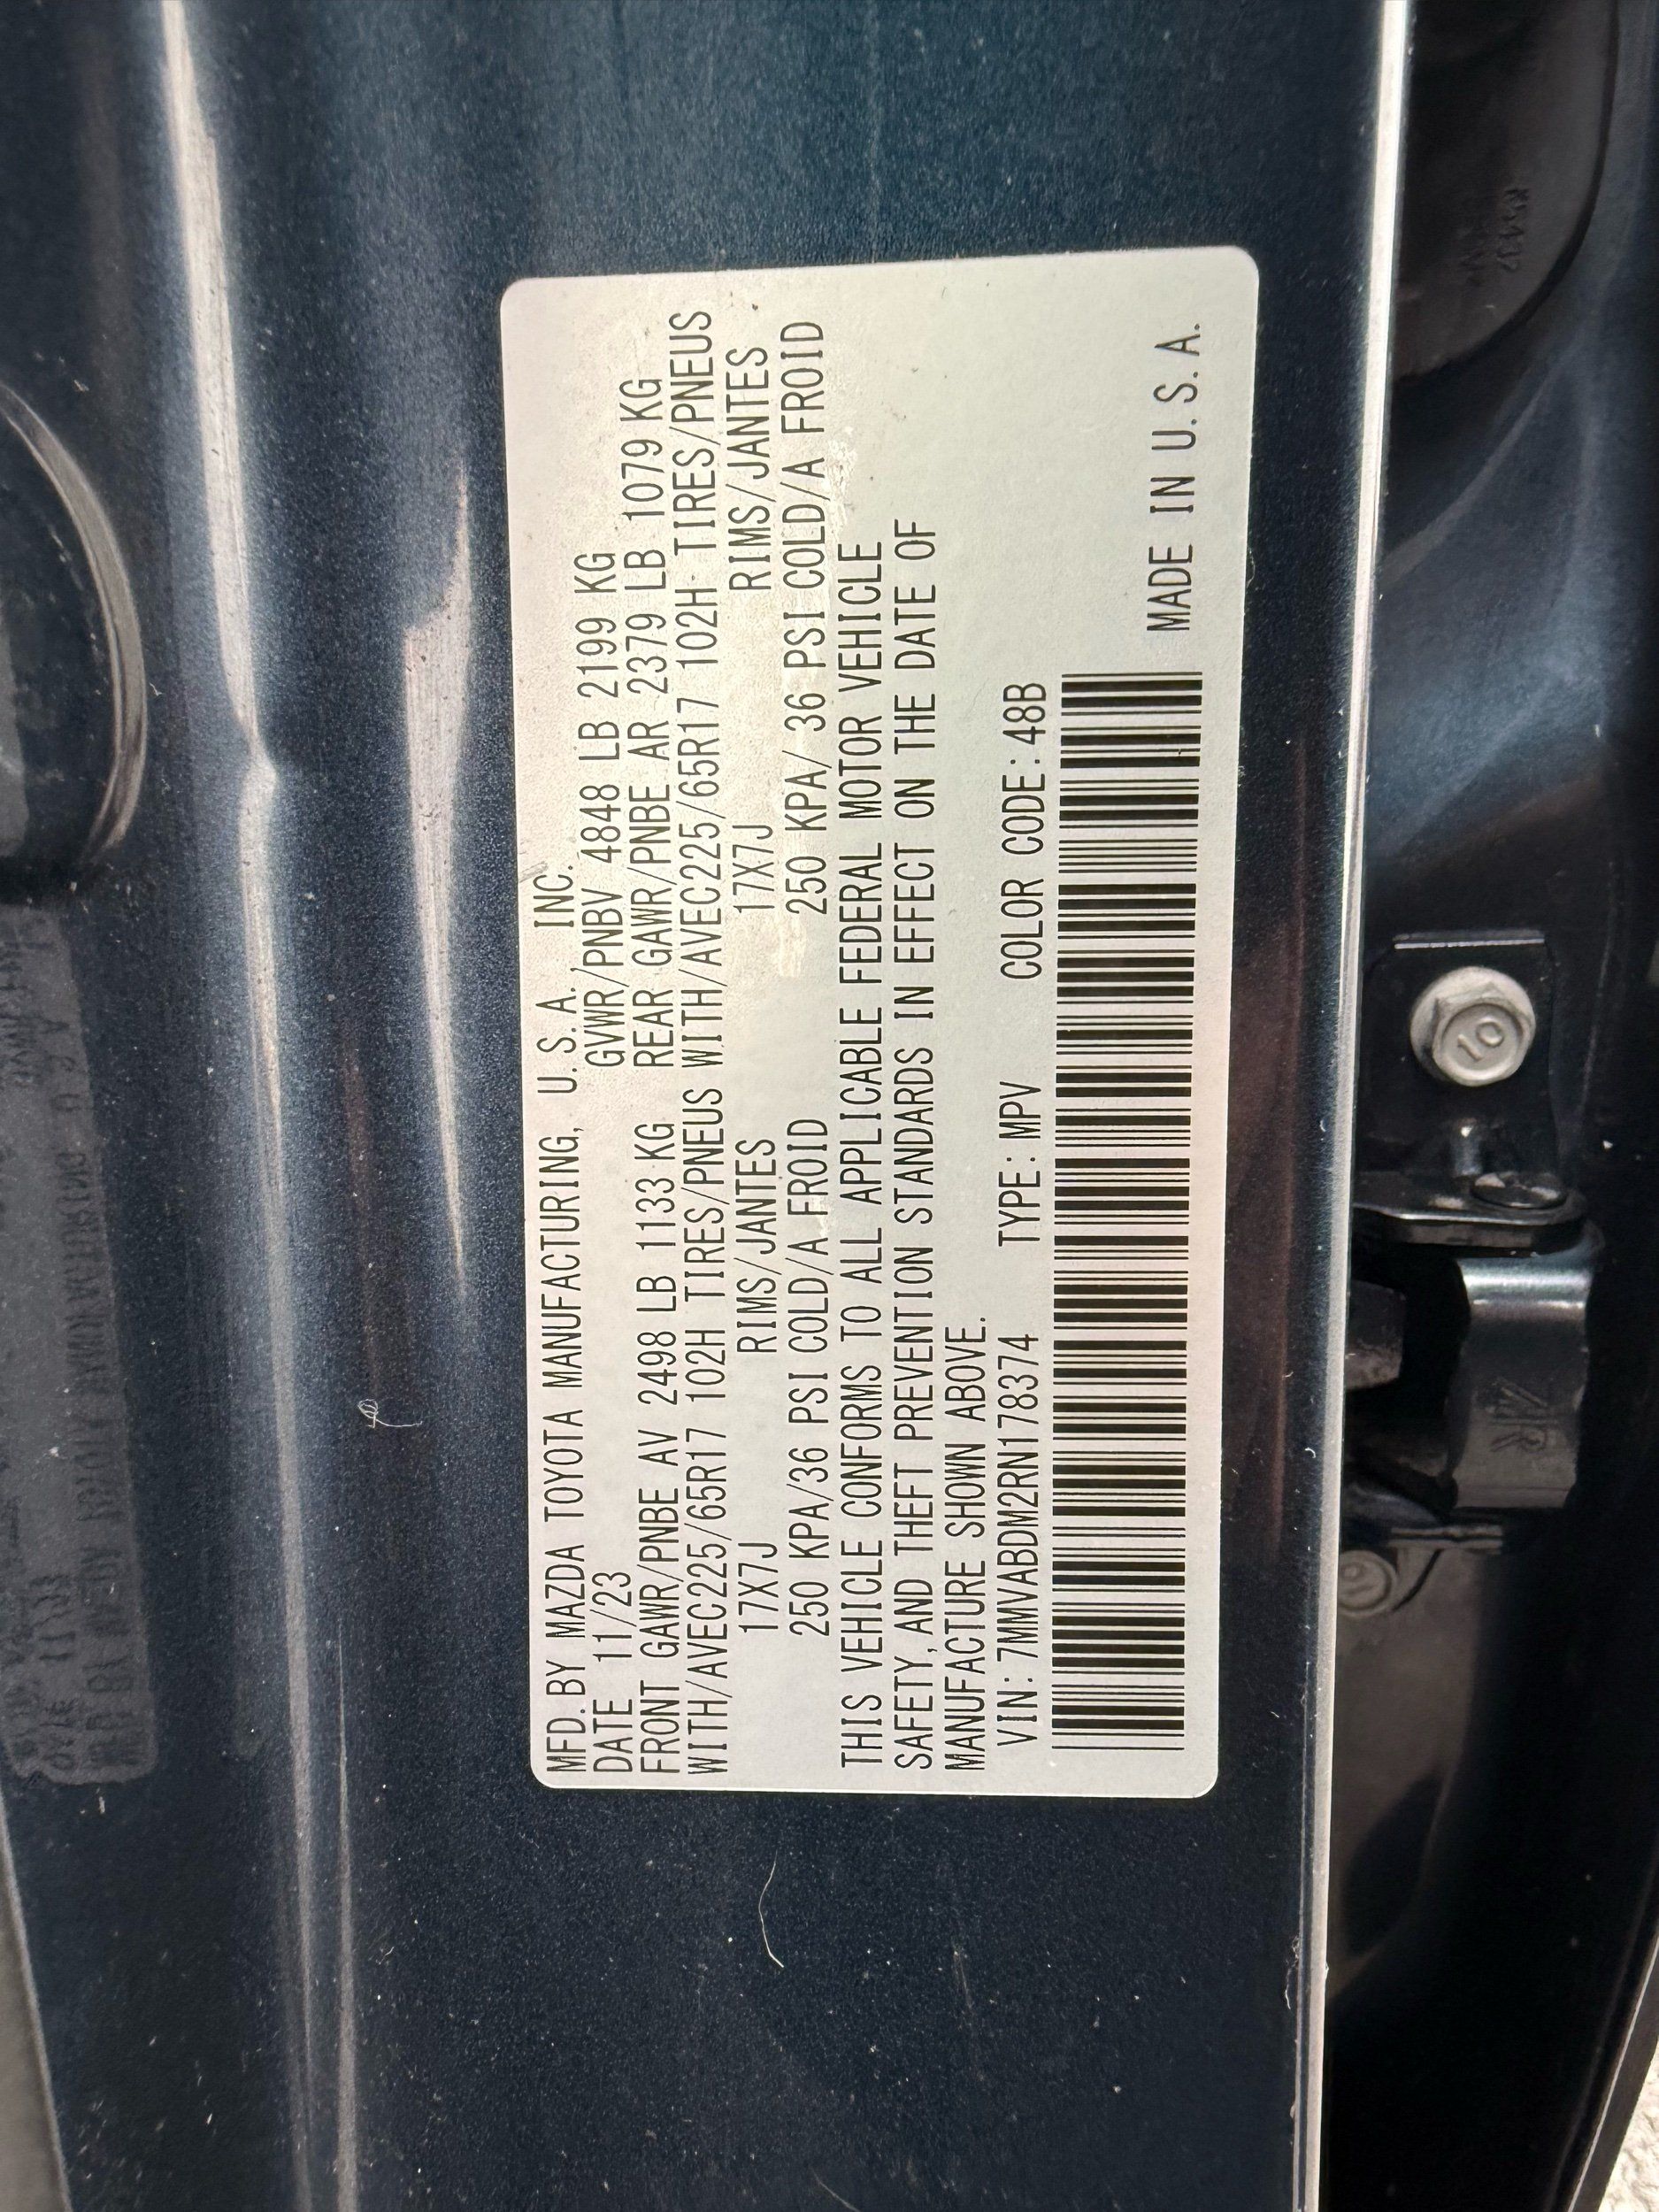 MFD. BY MAZDA TOYOTA MANUFACTURING, U.S.A., INC.
DATE 11/23 GVWR/PNBV 4848 LB 2199 KG
FRONT GAWR/PNBE AV 2498 LB 1133 KG REAR GAWR/PNBE AR 2379 LB 1079 KG
WITH/AVEC225/65R17 102H TIRES/PNEUS WITH/AVEC225/65R17 102H TIRES/PNEUS
17X7J RIMS/JANTES 17X7J RIMS/JANTES
250 KPA/36 PSI COLD/A FROID 250 KPA/ 36 PSI COLD/A FROID
THIS VEHICLE CONFORMS TO ALL APPLICABLE FEDERAL MOTOR VEHICLE
SAFETY, AND THEFT PREVENTION STANDARDS IN EFFECT ON THE DATE OF
MANUFACTURE SHOWN ABOVE.
VIN: 7MMVABDM2RN178374 TYPE: MPV COLOR CODE: 48B
MADE IN U.S.A.
10
4R